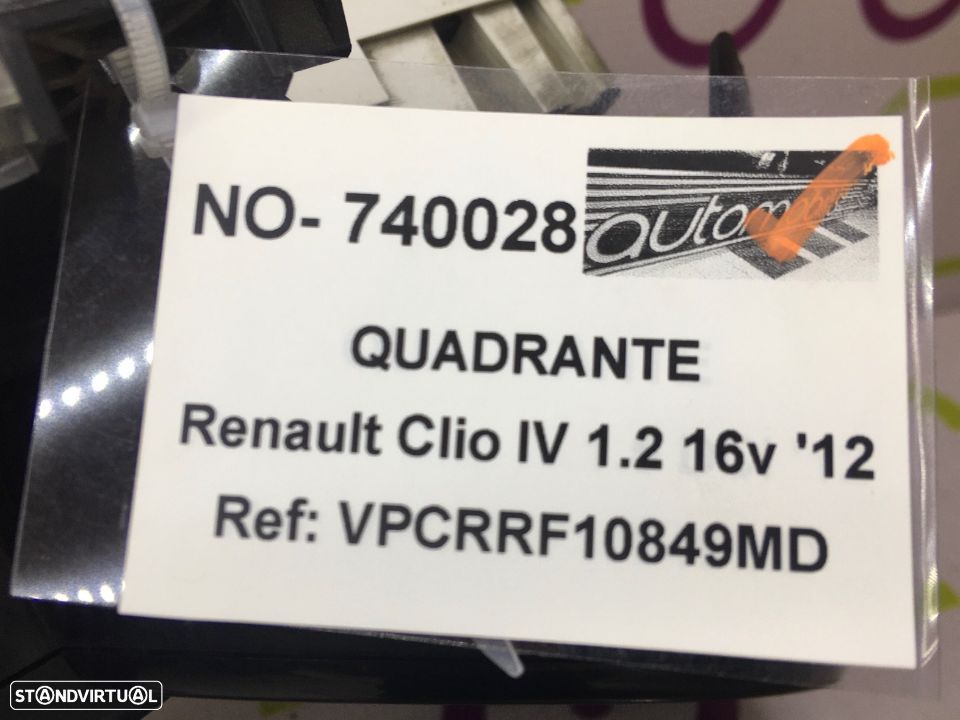 NO- 740028
QUADRANTE
Renault Clio IV 1.2 16v '12
Ref: VPCRRF10849MD
STANDVIRTUAL